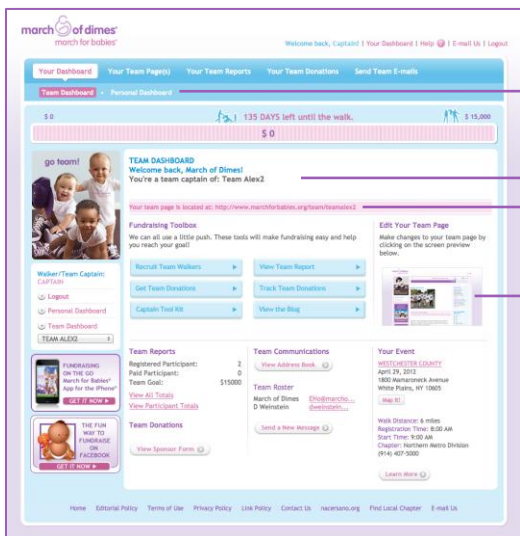 march of dimes®
march for babies®
Welcome back, Captain! | Your Dashboard | Help | E-mail Us | Logout
Your Dashboard Your Team Page(s) Your Team Reports Your Team Donations Send Team E-mails
Team Dashboard • Personal Dashboard
$ 0 135 DAYS left until the walk. $ 15,000
$ 0
go team!
TEAM DASHBOARD
Welcome back, March of Dimes!
You're a team captain of: Team Alex2
Your team page is located at: http://www.marchforbabies.org/team/teamalex2
Fundraising Toolbox
We can all use a little push. These tools will make fundraising easy and help
you reach your goal!
Recruit Team Walkers
View Team Report
Get Team Donations
Track Team Donations
Captain Tool Kit
View the Blog
Edit Your Team Page
Make changes to your team page by
clicking on the screen preview
below.
Walker/Team Captain:
CAPTAIN
Logout
Personal Dashboard
Team Dashboard
TEAM ALEX2
FUNDRAISING
ON THE GO
March for Babies®
App for the iPhone®
GET IT NOW
THE FUN
WAY TO
FUNDRAISE
ON
FACEBOOK
GET IT NOW
Team Reports
Registered Participant: 2
Paid Participant: 0
Team Goal: $15000
View All Totals
View Participant Totals
Team Donations
View Sponsor Form
Team Communications
View Address Book
Team Roster
March of Dimes
D Weinstein dweinstein...
Send a New Message
Your Event
WESTCHESTER COUNTY
April 29, 2012
1800 Mamaroneck Avenue
White Plains, NY 10605
Map It!
Walk Distance: 6 miles
Registration Time: 8:00 AM
Start Time: 9:00 AM
Chapter: Northern Metro Division
(914) 407-5000
Learn More
Home Editorial Policy Terms of Use Privacy Policy Link Policy Contact Us nacersano.org Find Local Chapter E-mail Us